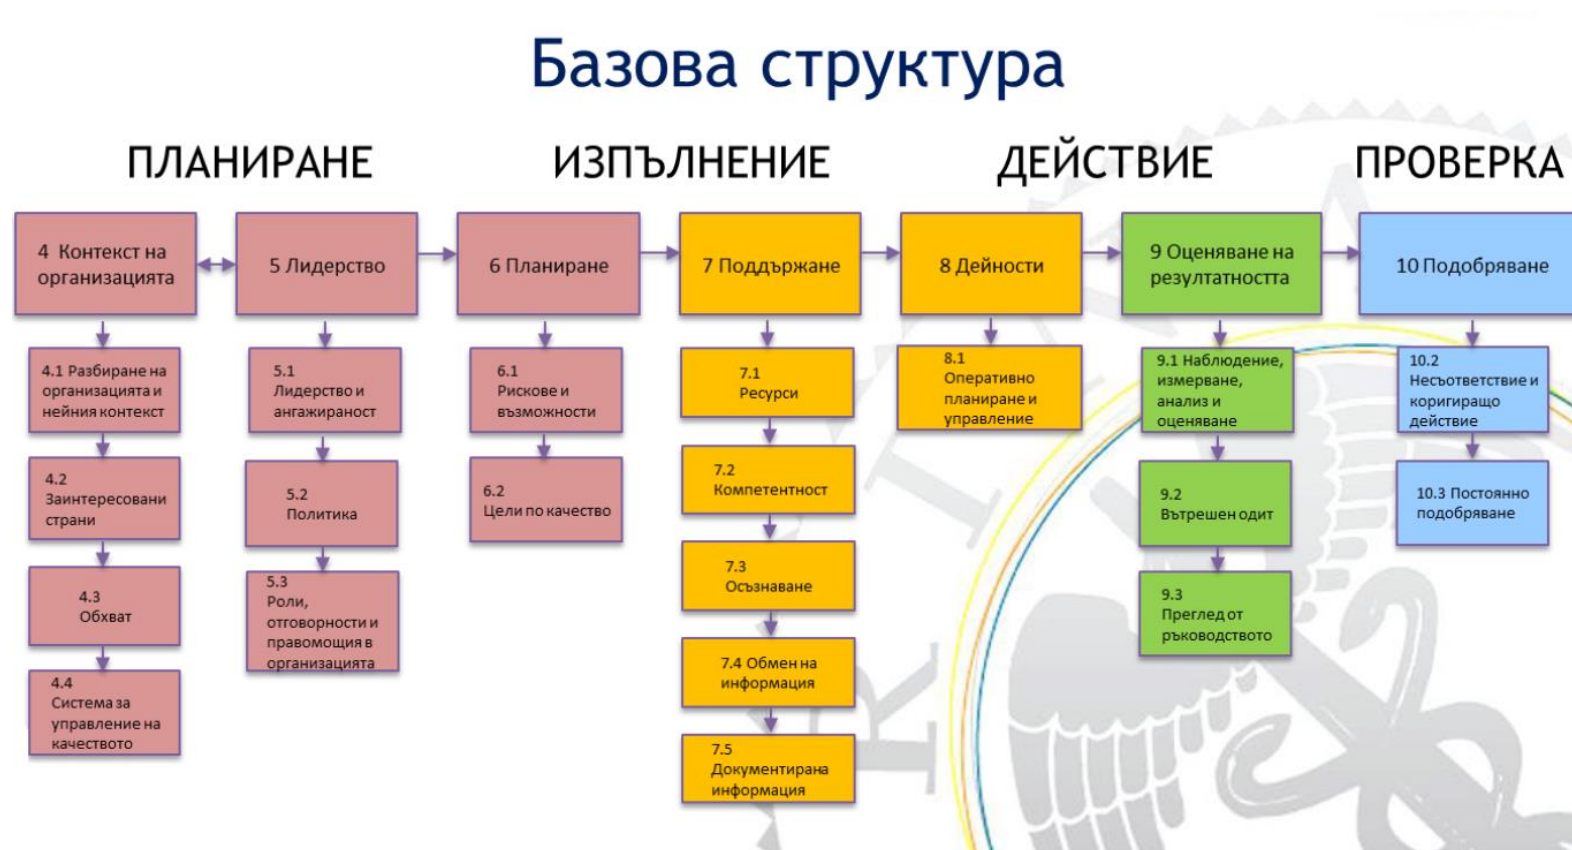 Базова структура
ПЛАНИРАНЕ
ИЗПЪЛНЕНИЕ
ДЕЙСТВИЕ
ПРОВЕРКА
4 Контекст на
организацията
5 Лидерство
6 Планиране
7 Поддържане
8 Дейности
9 Оценяване на
резултатността
10 Подобряване
4.1 Разбиране на
организацията и
нейния контекст
4.2
Заинтересовани
страни
4.3
Обхват
4.4
Система за
управление на
качеството
5.1
Лидерство и
ангажираност
5.2
Политика
5.3
Роли,
отговорности и
правомощия в
организацията
6.1
Рискове и
възможности
6.2
Цели по качество
7.1
Ресурси
7.2
Компетентност
7.3
Осъзнаване
7.4 Обмен на
информация
7.5
Документирана
информация
8.1
Оперативно
планиране и
управление
9.1 Наблюдение,
измерване,
анализ и
оценяване
9.2
Вътрешен одит
9.3
Преглед от
ръководството
10.2
Несъответствие и
коригиращо
действие
10.3 Постоянно
подобряване